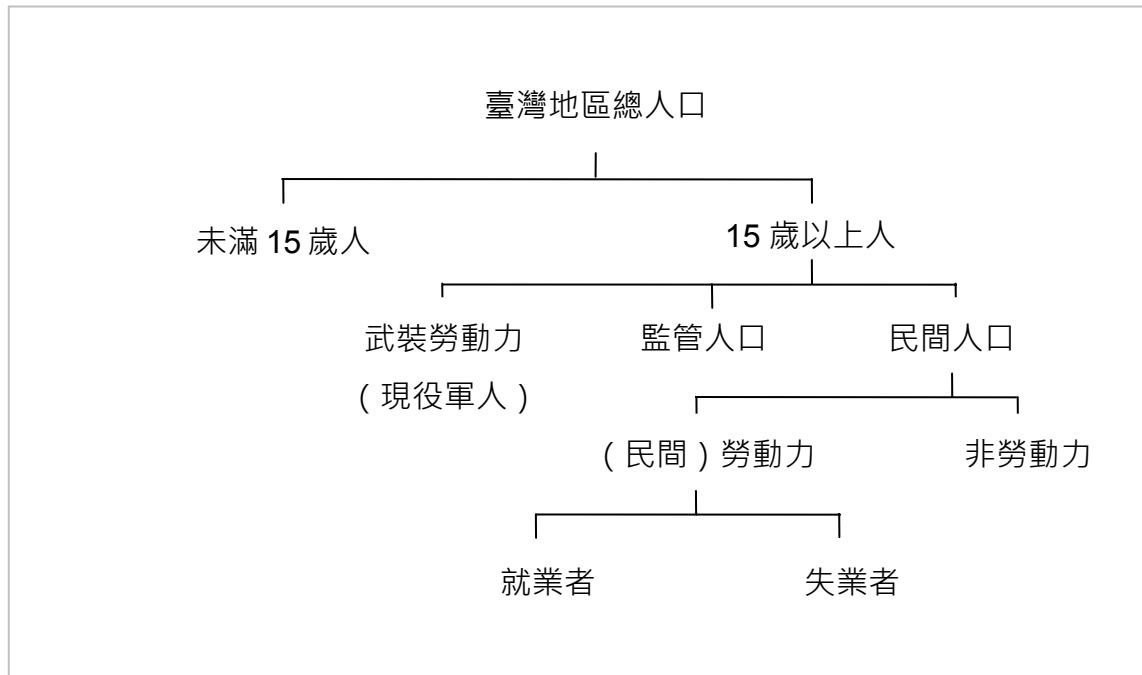 臺灣地區總人口
未滿 15 歲人
15 歲以上人
武裝勞動力
監管人口
民間人口
(現役軍人)
(民間)勞動力
非勞動力
就業者
失業者